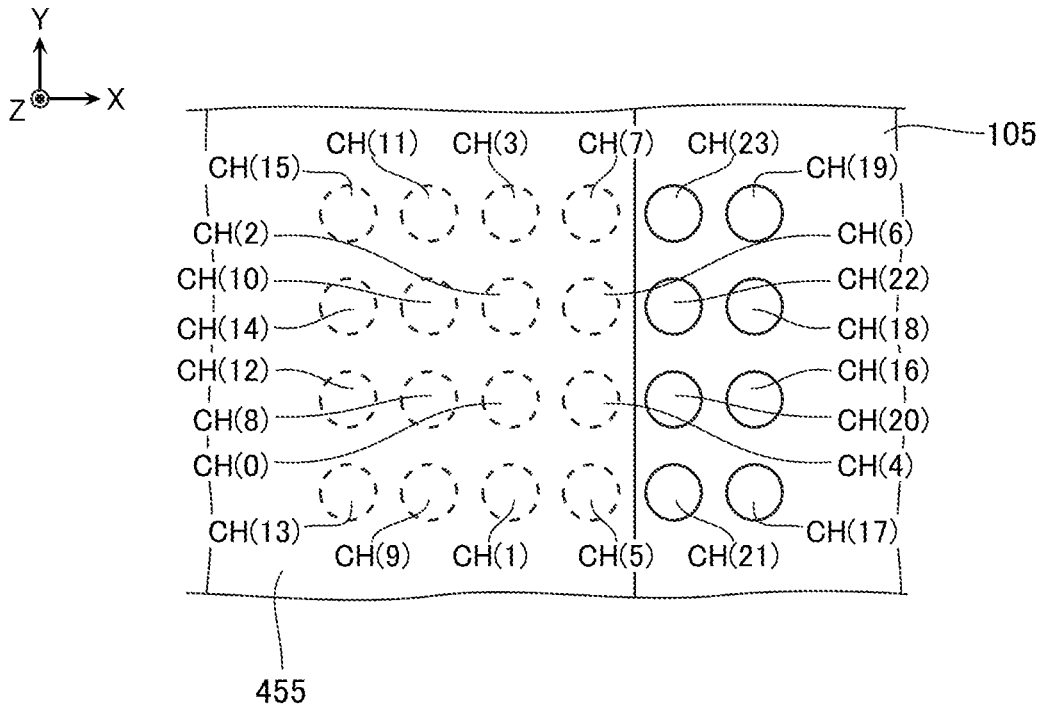 Y
Z X
105
CH(11) CH(3) CH(7) CH(23)
CH(15) CH(19)
CH(2) CH(6)
CH(10) CH(22)
CH(14) CH(18)
CH(12) CH(16)
CH(8) CH(20)
CH(0) CH(4)
CH(13) CH(17)
CH(9) CH(1) CH(5) CH(21)
455